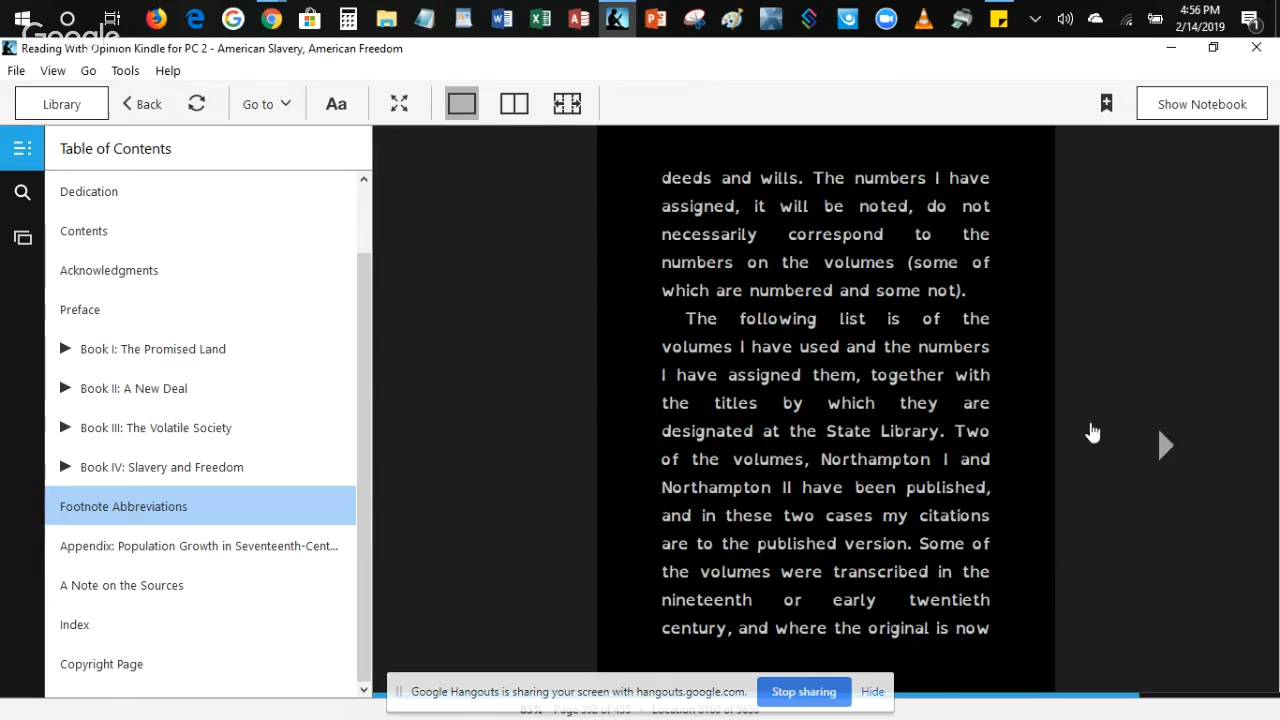 4:56 PM
2/14/2019
Google
Reading With Opinion Kindle for PC 2 - American Slavery, American Freedom
File View Go Tools Help
Library Back Go to Aa Show Notebook
Table of Contents
Dedication
Contents
Acknowledgments
Preface
Book I: The Promised Land
Book II: A New Deal
Book III: The Volatile Society
Book IV: Slavery and Freedom
Footnote Abbreviations
Appendix: Population Growth in Seventeenth-Cent...
A Note on the Sources
Index
Copyright Page
deeds and wills. The numbers I have
assigned, it will be noted, do not
necessarily correspond to the
numbers on the volumes (some of
which are numbered and some not).
The following list is of the
volumes I have used and the numbers
I have assigned them, together with
the titles by which they are
designated at the State Library. Two
of the volumes, Northampton I and
Northampton II have been published,
and in these two cases my citations
are to the published version. Some of
the volumes were transcribed in the
nineteenth or early twentieth
century, and where the original is now
Google Hangouts is sharing your screen with hangouts.google.com. Stop sharing Hide